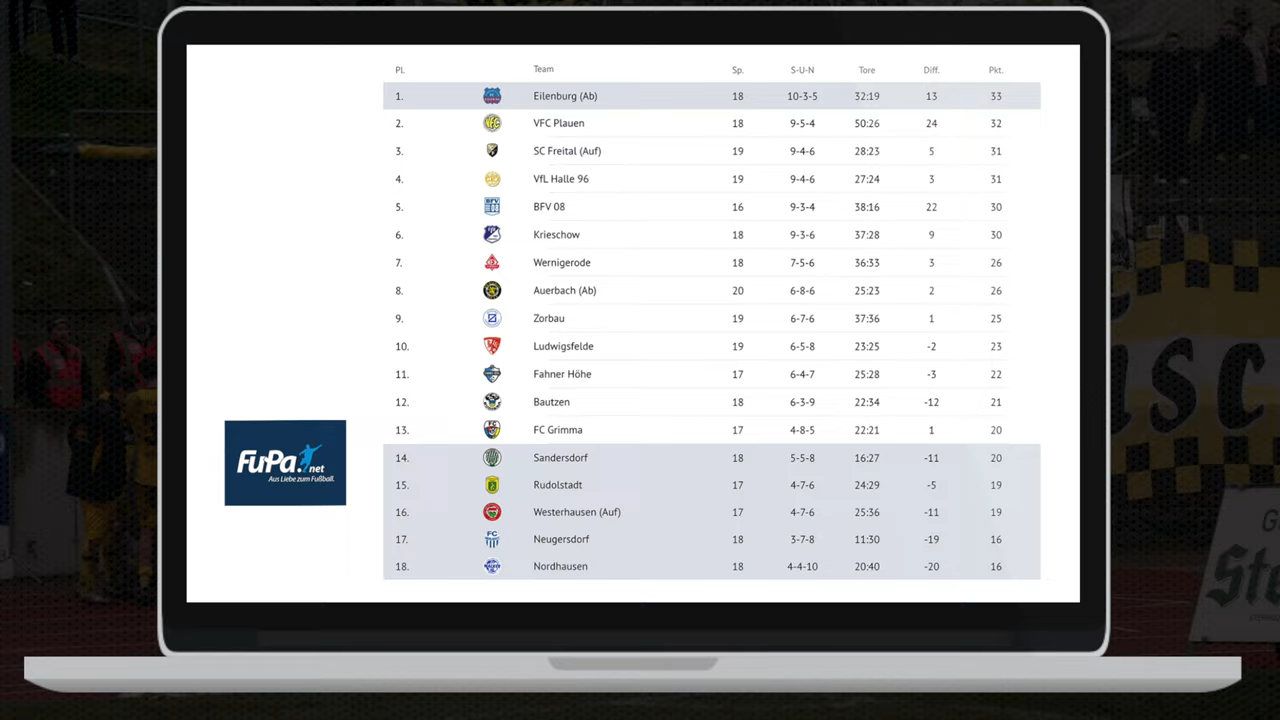 Pl. Team Sp. S-U-N Tore Diff. Pkt.
1. Eilenburg (Ab) 18 10-3-5 32:19 13 33
2. VFC Plauen 18 9-5-4 50:26 24 32
3. SC Freital (Auf) 19 9-4-6 28:23 5 31
4. VfL Halle 96 19 9-4-6 27:24 3 31
5. BFV 08 16 9-3-4 38:16 22 30
6. Krieschow 18 9-3-6 37:28 9 30
7. Wernigerode 18 7-5-6 36:33 3 26
8. Auerbach (Ab) 20 6-8-6 25:23 2 26
9. Zorbau 19 6-7-6 37:36 1 25
10. Ludwigsfelde 19 6-5-8 23:25 -2 23
11. Fahner Höhe 17 6-4-7 25:28 -3 22
12. Bautzen 18 6-3-9 22:34 -12 21
13. FC Grimma 17 4-8-5 22:21 1 20
14. Sandersdorf 18 5-5-8 16:27 -11 20
15. Rudolstadt 17 4-7-6 24:29 -5 19
16. Westerhausen (Auf) 17 4-7-6 25:36 -11 19
17. Neugersdorf 18 3-7-8 11:30 -19 16
18. Nordhausen 18 4-4-10 20:40 -20 16
FuPa.net
Aus Liebe zum Fußball.